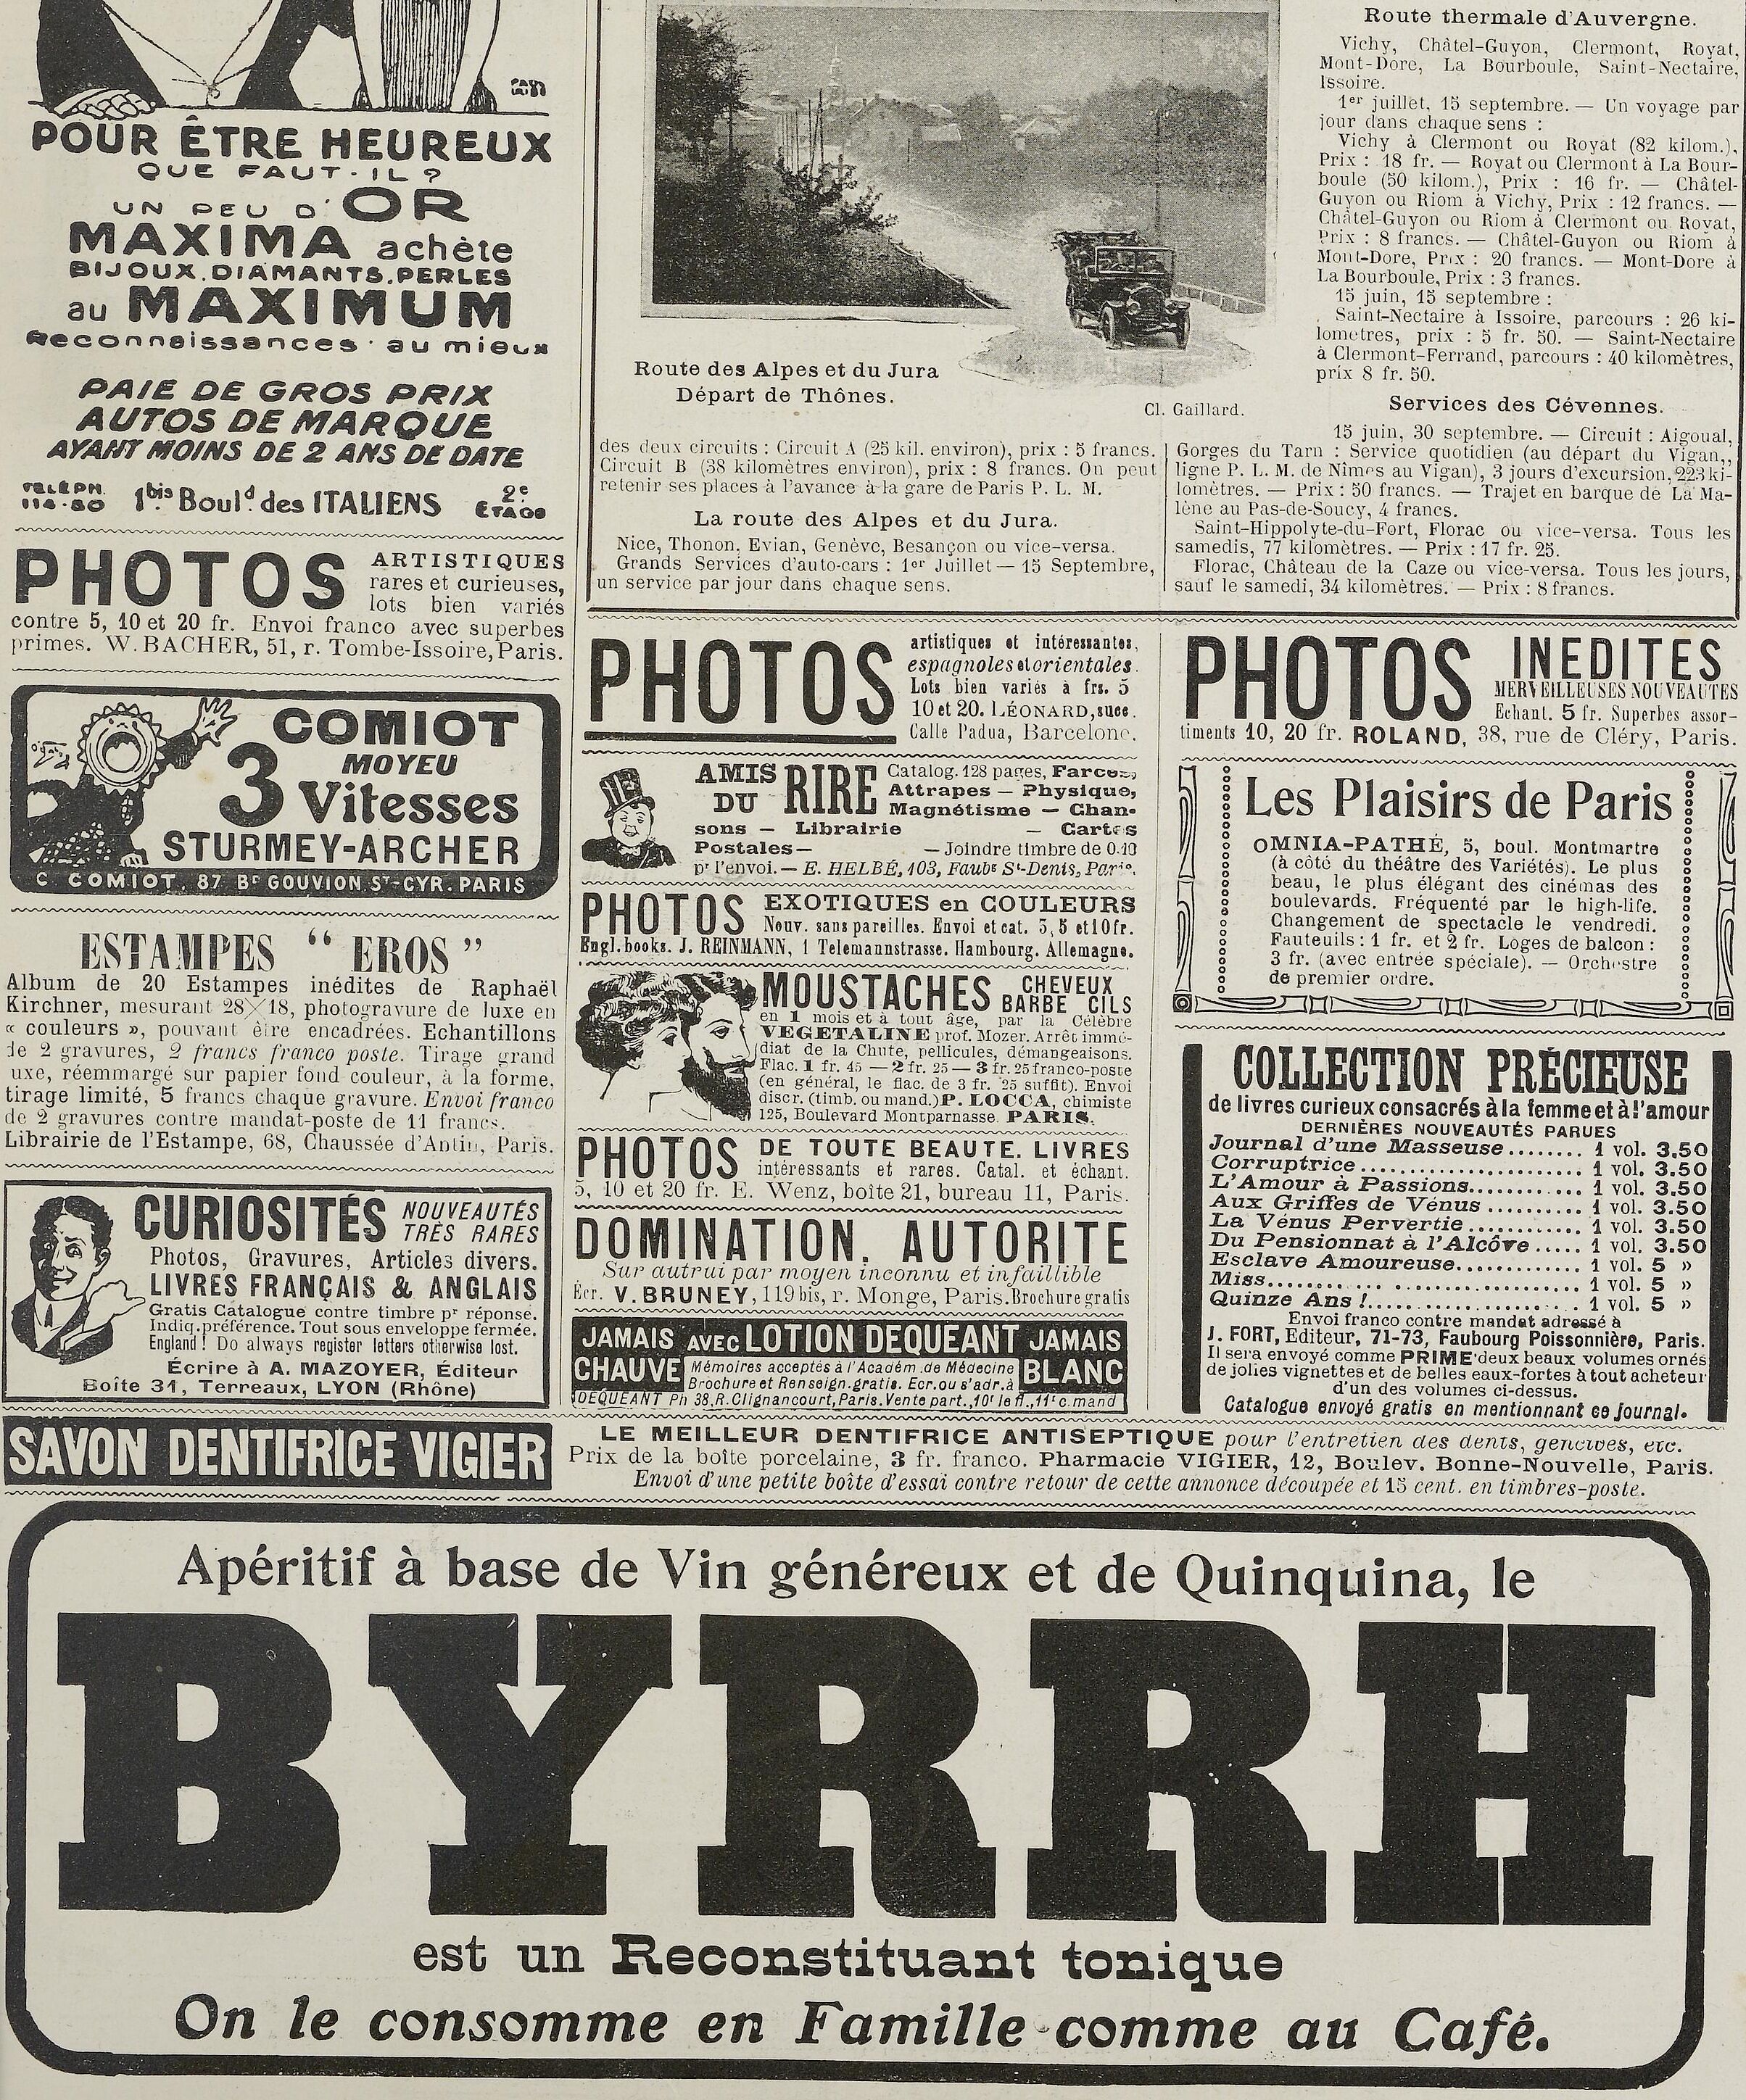 POUR ÊTRE HEUREUX
QUE FAUT-IL ?
UN PEU D'OR
MAXIMA achète
BIJOUX.DIAMANTS.PERLES
au MAXIMUM
Reconnaissances · au mieux
PAIE DE GROS PRIX
AUTOS DE MARQUE
AYANT MOINS DE 2 ANS DE DATE
TELÉPH. 114-80 1bis Bould. des ITALIENS 2e ÉTAGE
PHOTOS ARTISTIQUES
rares et curieuses,
lots bien variés
contre 5, 10 et 20 fr. Envoi franco avec superbes
primes. W. BACHER, 51, r. Tombe-Issoire, Paris.
COMIOT
MOYEU
3 Vitesses
STURMEY-ARCHER
C. COMIOT, 87 Bd GOUVION St-CYR. PARIS
ESTAMPES “ EROS ”
Album de 20 Estampes inédites de Raphaël
Kirchner, mesurant 28×18, photogravure de luxe en
« couleurs », pouvant être encadrées. Echantillons
de 2 gravures, 2 francs franco poste. Tirage grand
uxe, réemmargé sur papier fond couleur, à la forme,
tirage limité, 5 francs chaque gravure. Envoi franco
de 2 gravures contre mandat-poste de 11 francs.
Librairie de l'Estampe, 68, Chaussée d'Antin, Paris.
CURIOSITÉS NOUVEAUTÉS
TRÈS RARES
Photos, Gravures, Articles divers.
LIVRES FRANÇAIS & ANGLAIS
Gratis Catalogue contre timbre pr réponse.
Indiq. préférence. Tout sous enveloppe fermée.
England ! Do always register letters otherwise lost.
Écrire à A. MAZOYER, Éditeur
Boîte 31, Terreaux, LYON (Rhône)
Route des Alpes et du Jura
Départ de Thônes.
Cl. Gaillard.
des deux circuits : Circuit A (25 kil. environ), prix : 5 francs.
Circuit B (38 kilomètres environ), prix : 8 francs. On peut
retenir ses places à l'avance à la gare de Paris P. L. M.
La route des Alpes et du Jura.
Nice, Thonon, Evian, Genève, Besançon ou vice-versa.
Grands Services d'auto-cars : 1er Juillet — 15 Septembre,
un service par jour dans chaque sens.
Route thermale d'Auvergne.
Vichy, Châtel-Guyon, Clermont, Royat,
Mont-Dore, La Bourboule, Saint-Nectaire,
Issoire.
1er juillet, 15 septembre. — Un voyage par
jour dans chaque sens :
Vichy à Clermont ou Royat (82 kilom.),
Prix : 18 fr. — Royat ou Clermont à La Bour-
boule (50 kilom.), Prix : 16 fr. — Châtel-
Guyon ou Riom à Vichy, Prix : 12 francs. —
Châtel-Guyon ou Riom à Clermont ou Royat,
Prix : 8 francs. — Châtel-Guyon ou Riom à
Mont-Dore, Prix : 20 francs. — Mont-Dore à
La Bourboule, Prix : 3 francs.
15 juin, 15 septembre :
Saint-Nectaire à Issoire, parcours : 26 ki-
lometres, prix : 5 fr. 50. — Saint-Nectaire
à Clermont-Ferrand, parcours : 40 kilomètres,
prix 8 fr. 50.
Services des Cévennes.
15 juin, 30 septembre. — Circuit : Aigoual,
Gorges du Tarn : Service quotidien (au départ du Vigan,
ligne P. L. M. de Nîmes au Vigan), 3 jours d'excursion, 223 ki-
lomètres. — Prix : 50 francs. — Trajet en barque de La Ma-
lène au Pas-de-Soucy, 4 francs.
Saint-Hippolyte-du-Fort, Florac ou vice-versa. Tous les
samedis, 77 kilomètres. — Prix : 17 fr. 25.
Florac, Château de la Caze ou vice-versa. Tous les jours,
sauf le samedi, 34 kilomètres. — Prix : 8 francs.
PHOTOS artistiques et intéressantes,
espagnoles et orientales.
Lots bien variés à frs. 5
10 et 20. LÉONARD, succ.
Calle Padua, Barcelone.
AMIS DU RIRE Catalog. 128 pages, Farces,
Attrapes — Physique,
Magnétisme — Chan-
sons — Librairie — Cartes
Postales — — Joindre timbre de 0.10
pr l'envoi. — E. HELBÉ, 103, Faubg St-Denis, Paris.
PHOTOS EXOTIQUES en COULEURS
Nouv. sans pareilles. Envoi et cat. 3, 5 et 10 fr.
Engl. books. J. REINMANN, 1 Telemannstrasse. Hambourg. Allemagne.
MOUSTACHES CHEVEUX
BARBE CILS
en 1 mois et à tout âge, par la Célèbre
VEGETALINE prof. Mozer. Arrêt immé-
diat de la Chute, pellicules, démangeaisons.
Flac. 1 fr. 45 — 2 fr. 25 — 3 fr. 25 franco-poste
(en général, le flac. de 3 fr. 25 suffit). Envoi
discr. (timb. ou mand.) P. LOCCA, chimiste
125, Boulevard Montparnasse. PARIS.
PHOTOS DE TOUTE BEAUTE. LIVRES
intéressants et rares. Catal. et échant.
5, 10 et 20 fr. E. Wenz, boîte 21, bureau 11, Paris.
DOMINATION. AUTORITE
Sur autrui par moyen inconnu et infaillible
Ecr. V. BRUNEY, 119 bis, r. Monge, Paris. Brochure gratis
JAMAIS AVEC LOTION DEQUEANT JAMAIS
CHAUVE Mémoires acceptés à l'Académ. de Médecine BLANC
Brochure et Renseign. gratis. Ecr. ou s'adr. à
DEQUEANT Ph 38, R. Clignancourt, Paris. Vente part., 10f le fl., 11f c. mand
PHOTOS INEDITES
MERVEILLEUSES NOUVEAUTES
Echant. 5 fr. Superbes assor-
timents 10, 20 fr. ROLAND, 38, rue de Cléry, Paris.
Les Plaisirs de Paris
OMNIA-PATHÉ, 5, boul. Montmartre
(à côté du théâtre des Variétés). Le plus
beau, le plus élégant des cinémas des
boulevards. Fréquenté par le high-life.
Changement de spectacle le vendredi.
Fauteuils : 1 fr. et 2 fr. Loges de balcon :
3 fr. (avec entrée spéciale). — Orchestre
de premier ordre.
COLLECTION PRÉCIEUSE
de livres curieux consacrés à la femme et à l'amour
DERNIÈRES NOUVEAUTÉS PARUES
Journal d'une Masseuse ........ 1 vol. 3.50
Corruptrice ........ 1 vol. 3.50
L'Amour à Passions ........ 1 vol. 3.50
Aux Griffes de Vénus ........ 1 vol. 3.50
La Vénus Pervertie ........ 1 vol. 3.50
Du Pensionnat à l'Alcôve ..... 1 vol. 3.50
Esclave Amoureuse ........ 1 vol. 5 »
Miss ........ 1 vol. 5 »
Quinze Ans ! ........ 1 vol. 5 »
Envoi franco contre mandat adressé à
J. FORT, Editeur, 71-73, Faubourg Poissonnière, Paris.
Il sera envoyé comme PRIME deux beaux volumes ornés
de jolies vignettes et de belles eaux-fortes à tout acheteur
d'un des volumes ci-dessus.
Catalogue envoyé gratis en mentionnant ce journal.
SAVON DENTIFRICE VIGIER
LE MEILLEUR DENTIFRICE ANTISEPTIQUE pour l'entretien des dents, gencives, etc.
Prix de la boîte porcelaine, 3 fr. franco. Pharmacie VIGIER, 12, Boulev. Bonne-Nouvelle, Paris.
Envoi d'une petite boîte d'essai contre retour de cette annonce découpée et 15 cent. en timbres-poste.
Apéritif à base de Vin généreux et de Quinquina, le
BYRRH
est un Reconstituant tonique
On le consomme en Famille comme au Café.